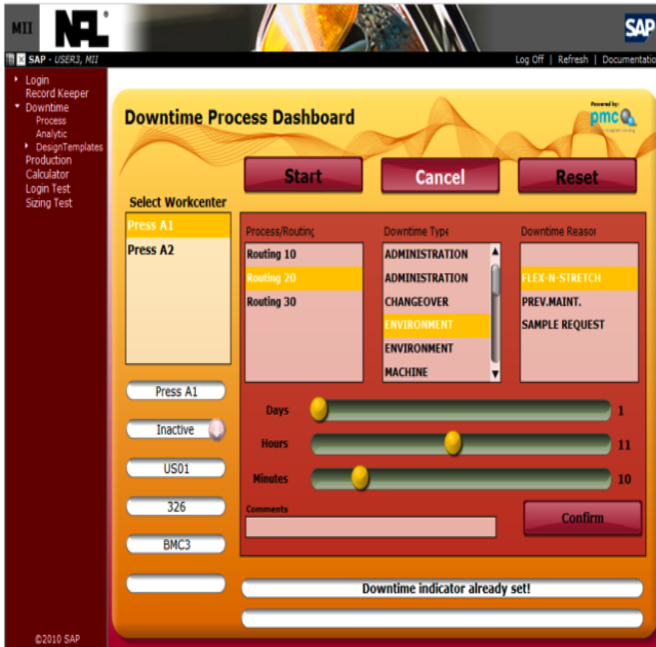 MII
NFL
SAP
SAP - USER3, MII
Log Off | Refresh | Documentatio
Login
Record Keeper
Downtime
Process
Analytic
DesignTemplates
Production
Calculator
Login Test
Sizing Test
Downtime Process Dashboard
Powered by:
pmc
Start
Cancel
Reset
Select Workcenter
Press A1
Press A2
Process/Routing
Routing 10
Routing 20
Routing 30
Downtime Type
ADMINISTRATION
ADMINISTRATION
CHANGEOVER
ENVIRONMENT
ENVIRONMENT
MACHINE
Downtime Reason
FLEX-N-STRETCH
PREV.MAINT.
SAMPLE REQUEST
Press A1
Inactive
US01
326
BMC3
Days
1
Hours
11
Minutes
10
Comments
Confirm
Downtime indicator already set!
©2010 SAP